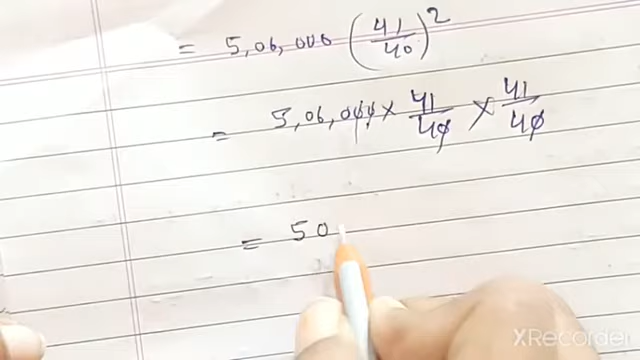 = 5,06,000 (41/40)²
= 5,06,000 × 41/40 × 41/40
= 50
XRecorder